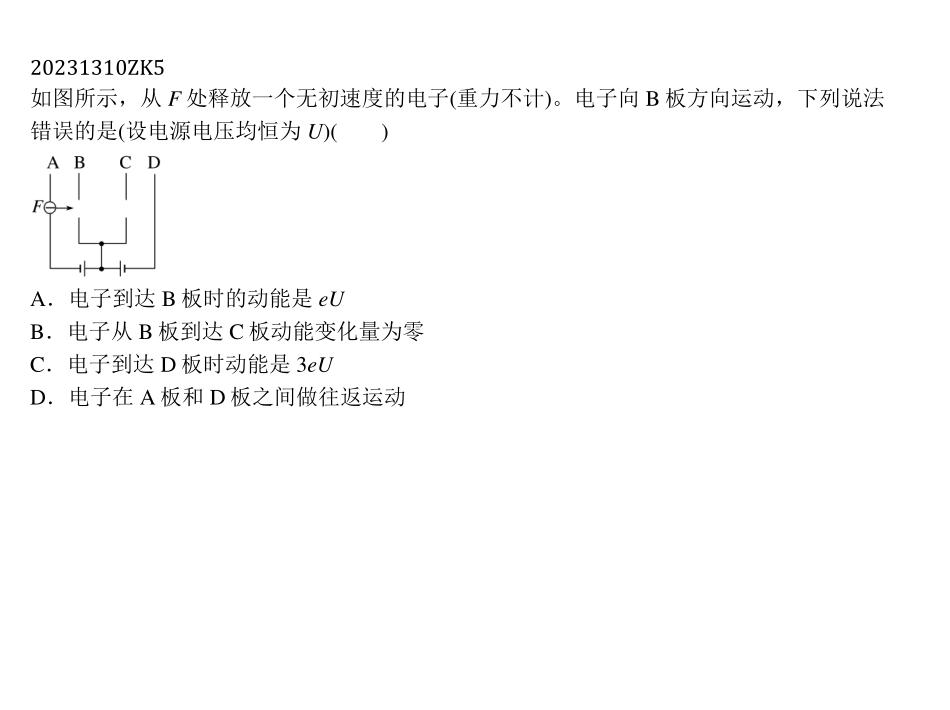 20231310ZK5
如图所示，从 F 处释放一个无初速度的电子(重力不计)。电子向 B 板方向运动，下列说法
错误的是(设电源电压均恒为 U)(　　)
A B C D
F
A．电子到达 B 板时的动能是 eU
B．电子从 B 板到达 C 板动能变化量为零
C．电子到达 D 板时动能是 3eU
D．电子在 A 板和 D 板之间做往返运动